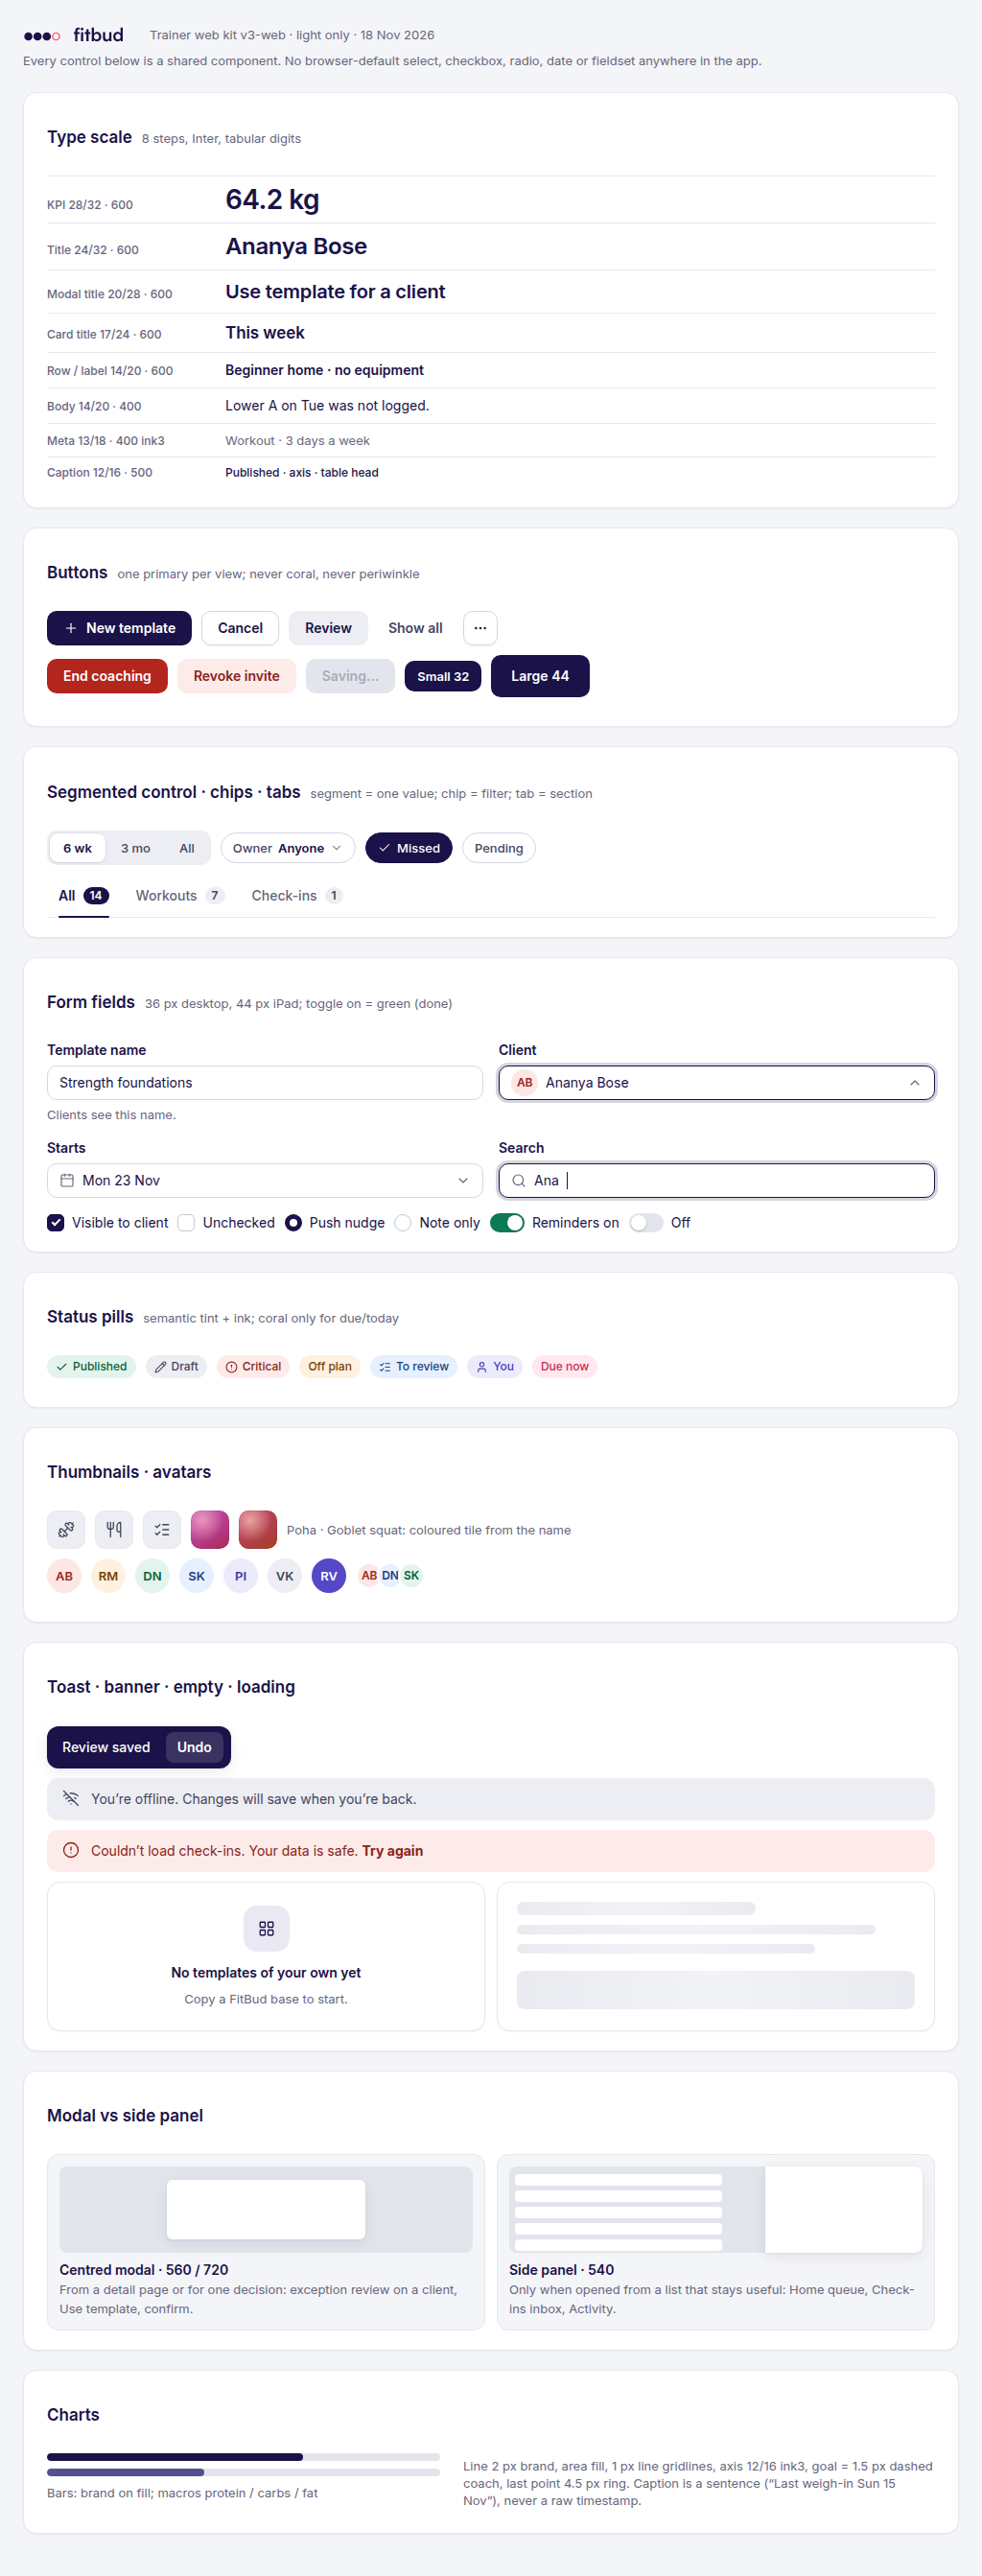 fitbud Trainer web kit v3-web · light only · 18 Nov 2026
Every control below is a shared component. No browser-default select, checkbox, radio, date or fieldset anywhere in the app.
Type scale 8 steps, Inter, tabular digits
KPI 28/32 · 600 64.2 kg
Title 24/32 · 600 Ananya Bose
Modal title 20/28 · 600 Use template for a client
Card title 17/24 · 600 This week
Row / label 14/20 · 600 Beginner home · no equipment
Body 14/20 · 400 Lower A on Tue was not logged.
Meta 13/18 · 400 ink3 Workout · 3 days a week
Caption 12/16 · 500 Published · axis · table head
Buttons one primary per view; never coral, never periwinkle
New template Cancel Review Show all ···
End coaching Revoke invite Saving... Small 32 Large 44
Segmented control · chips · tabs segment = one value; chip = filter; tab = section
6 wk 3 mo All Owner Anyone Missed Pending
All 14 Workouts 7 Check-ins 1
Form fields 36 px desktop, 44 px iPad; toggle on = green (done)
Template name Client
Strength foundations AB Ananya Bose
Clients see this name.
Starts Search
Mon 23 Nov Ana
Visible to client Unchecked Push nudge Note only Reminders on Off
Status pills semantic tint + ink; coral only for due/today
Published Draft Critical Off plan To review You Due now
Thumbnails · avatars
Poha · Goblet squat: coloured tile from the name
AB RM DN SK PI VK RV AB DN SK
Toast · banner · empty · loading
Review saved Undo
You’re offline. Changes will save when you’re back.
Couldn’t load check-ins. Your data is safe. Try again
No templates of your own yet
Copy a FitBud base to start.
Modal vs side panel
Centred modal · 560 / 720
From a detail page or for one decision: exception review on a client,
Use template, confirm.
Side panel · 540
Only when opened from a list that stays useful: Home queue, Check-
ins inbox, Activity.
Charts
Bars: brand on fill; macros protein / carbs / fat
Line 2 px brand, area fill, 1 px line gridlines, axis 12/16 ink3, goal = 1.5 px dashed
coach, last point 4.5 px ring. Caption is a sentence (“Last weigh-in Sun 15
Nov”), never a raw timestamp.